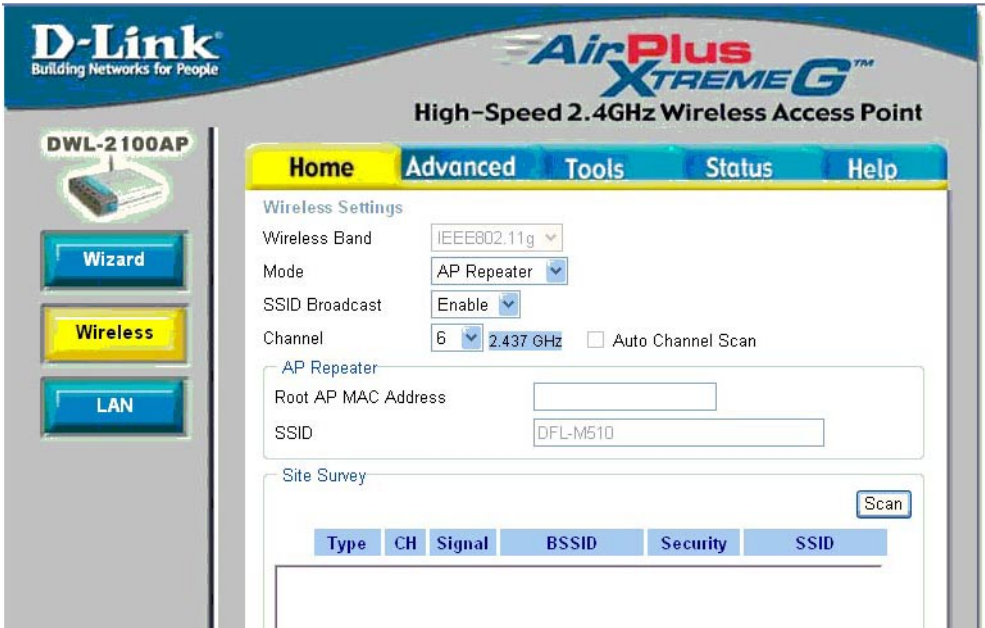 D-Link
Building Networks for People
AirPlus
XTREME G™
High-Speed 2.4GHz Wireless Access Point
DWL-2100AP
Home Advanced Tools Status Help
Wizard
Wireless
LAN
Wireless Settings
Wireless Band IEEE802.11g
Mode AP Repeater
SSID Broadcast Enable
Channel 6 2.437 GHz Auto Channel Scan
AP Repeater
Root AP MAC Address
SSID DFL-M510
Site Survey
Scan
Type CH Signal BSSID Security SSID